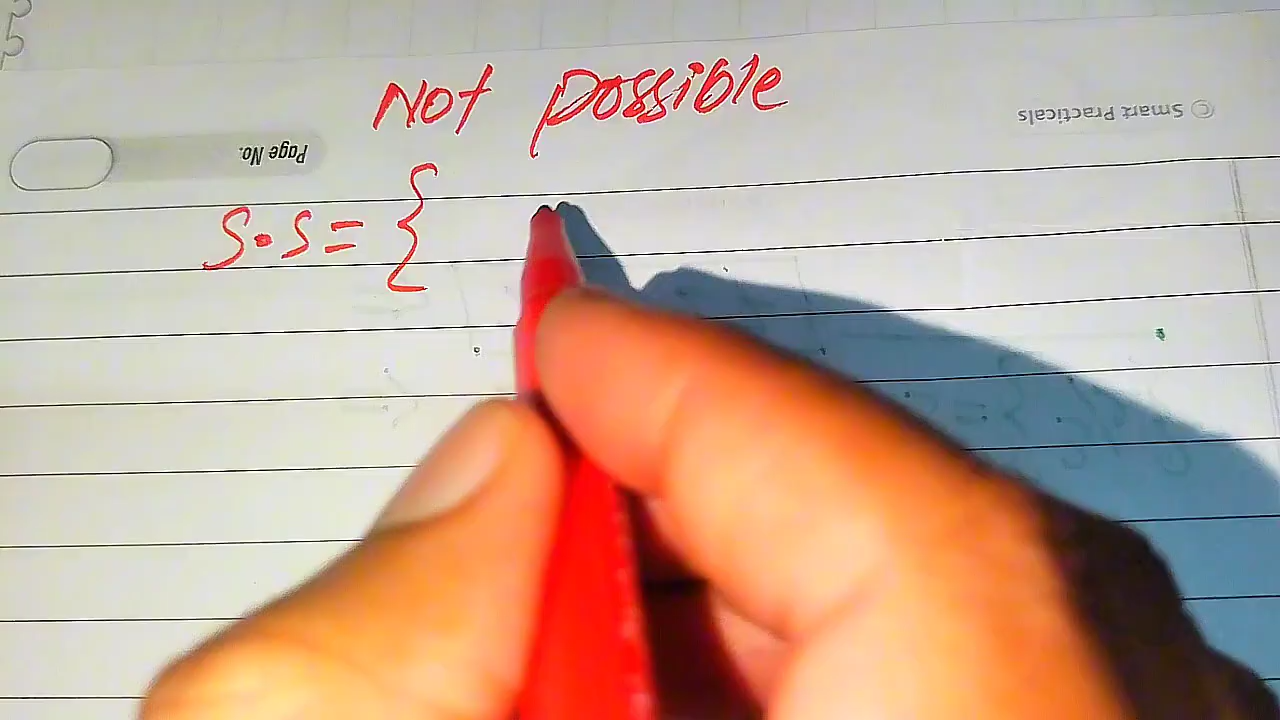 Not possible
© Smart Practicals
Page No.
S.S = {